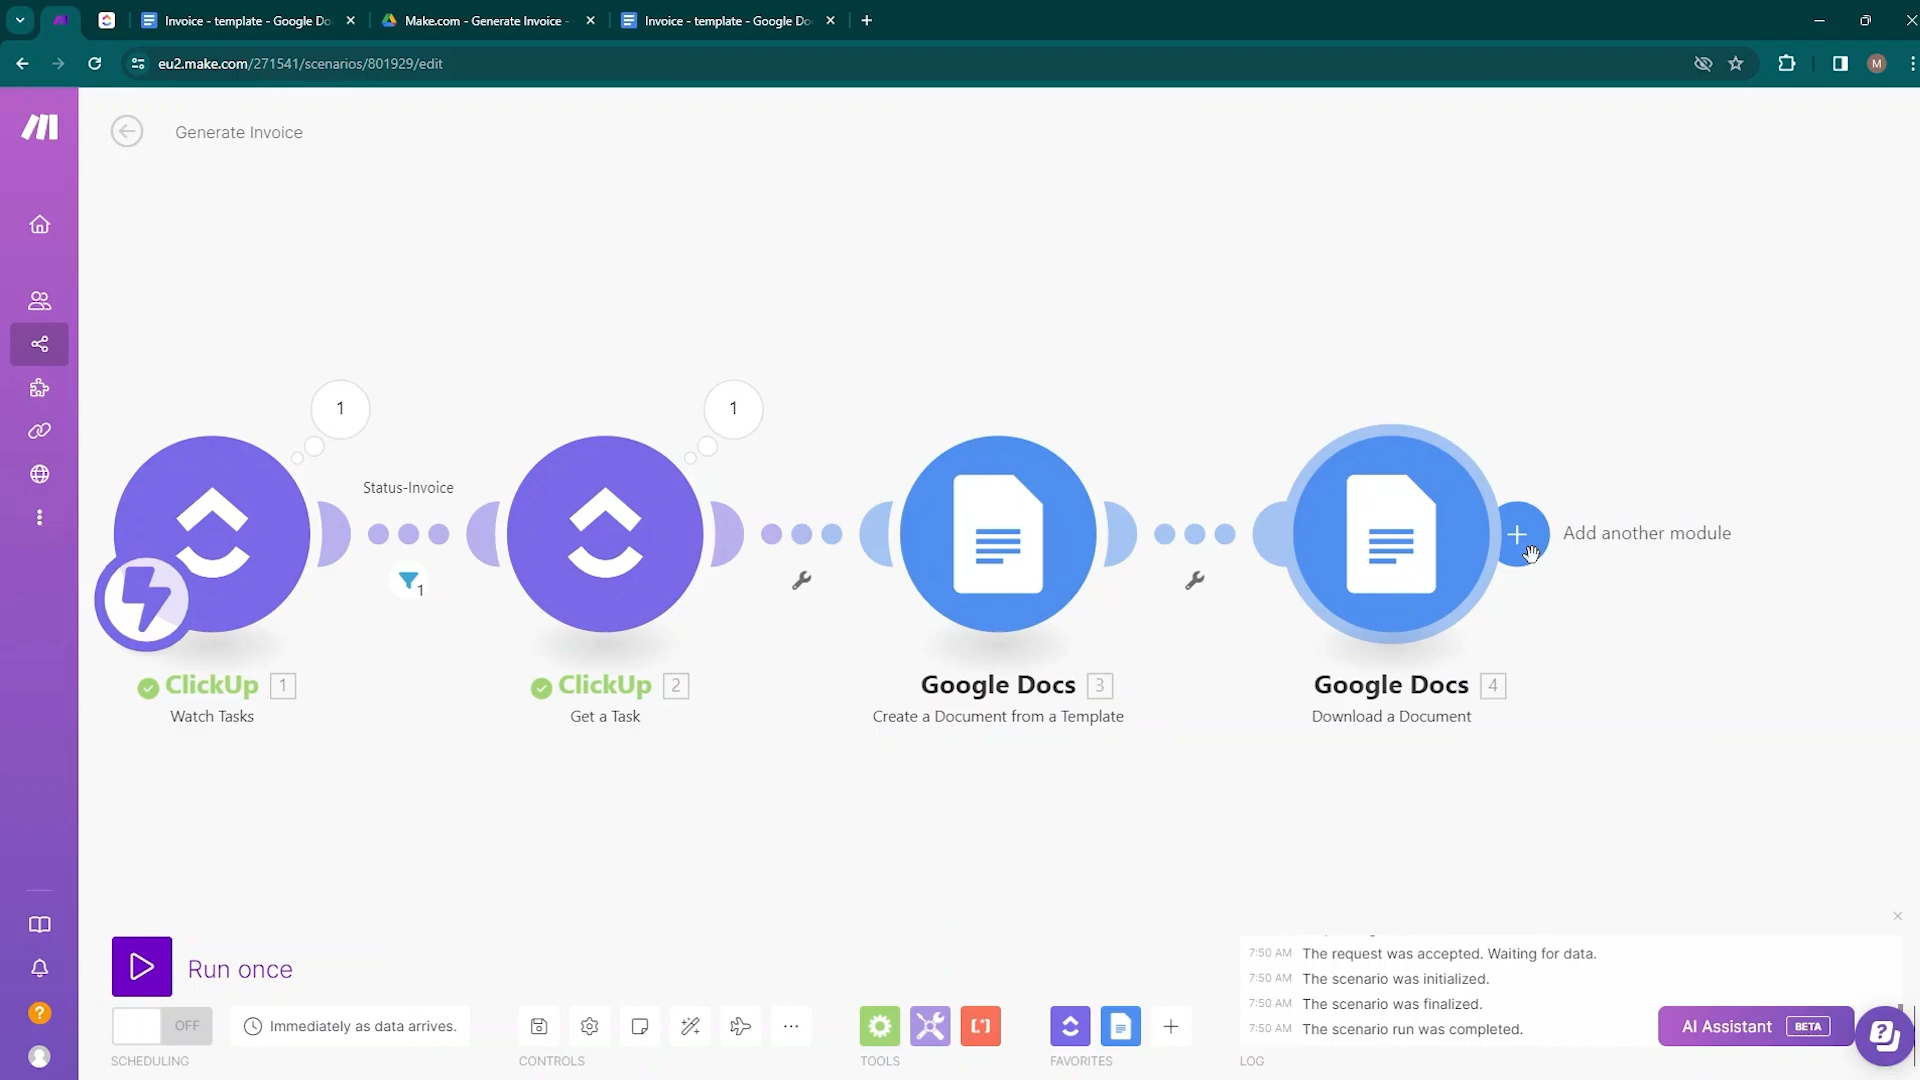 Invoice - template - Google Do
Make.com - Generate Invoice -
Invoice - template - Google Do
eu2.make.com/271541/scenarios/801929/edit
M
Generate Invoice
1
1
Status-Invoice
1
Add another module
ClickUp 1
Watch Tasks
ClickUp 2
Get a Task
Google Docs 3
Create a Document from a Template
Google Docs 4
Download a Document
Run once
OFF
Immediately as data arrives.
SCHEDULING
CONTROLS
TOOLS
FAVORITES
7:50 AM The request was accepted. Waiting for data.
7:50 AM The scenario was initialized.
7:50 AM The scenario was finalized.
7:50 AM The scenario run was completed.
LOG
AI Assistant BETA